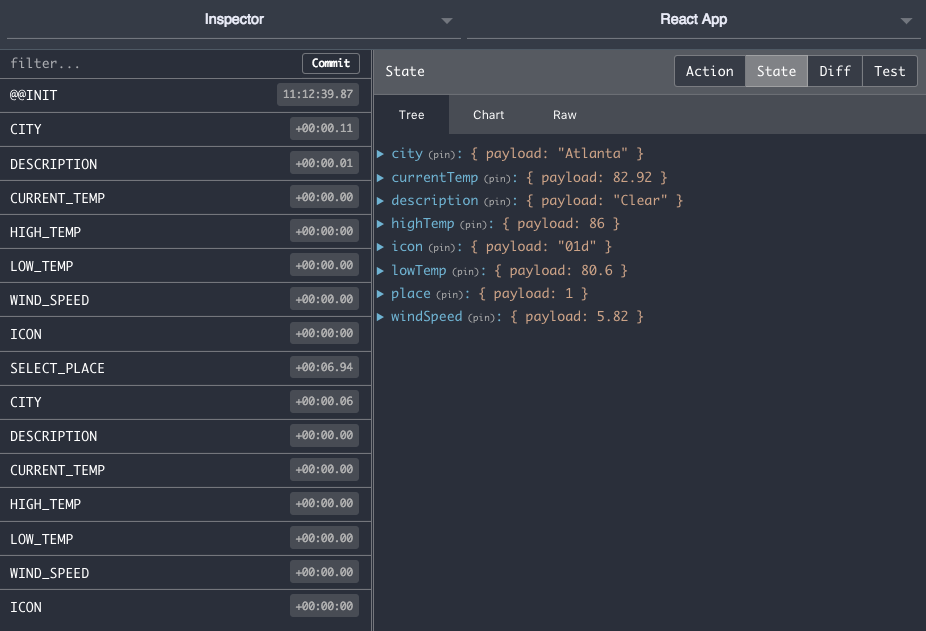 Inspector
React App
filter...
Commit
@@INIT 11:12:39.87
CITY +00:00.11
DESCRIPTION +00:00.01
CURRENT_TEMP +00:00.00
HIGH_TEMP +00:00:00
LOW_TEMP +00:00.00
WIND_SPEED +00:00.00
ICON +00:00:00
SELECT_PLACE +00:06.94
CITY +00:00.06
DESCRIPTION +00:00.00
CURRENT_TEMP +00:00.00
HIGH_TEMP +00:00.00
LOW_TEMP +00:00.00
WIND_SPEED +00:00.00
ICON +00:00:00
State
Action State Diff Test
Tree Chart Raw
city (pin): { payload: "Atlanta" }
currentTemp (pin): { payload: 82.92 }
description (pin): { payload: "Clear" }
highTemp (pin): { payload: 86 }
icon (pin): { payload: "01d" }
lowTemp (pin): { payload: 80.6 }
place (pin): { payload: 1 }
windSpeed (pin): { payload: 5.82 }